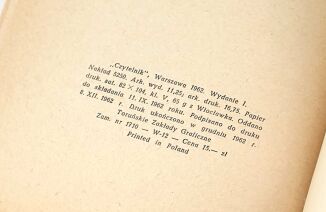 „Czytelnik”. Warszawa 1962. Wydanie I.
Nakład 5250. Ark. wyd. 11,25; ark. druk. 16,75. Papier
druk. sat. 82 × 104, kl. V, 65 g z Włocławka. Oddano
do składania 11. IX. 1962 roku. Podpisano do druku
8. XII. 1962 r. Druk ukończono w grudniu 1962 r.
Toruńskie Zakłady Graficzne
Zam. nr 1710 — W-12 — Cena 15.— zł
Printed in Poland